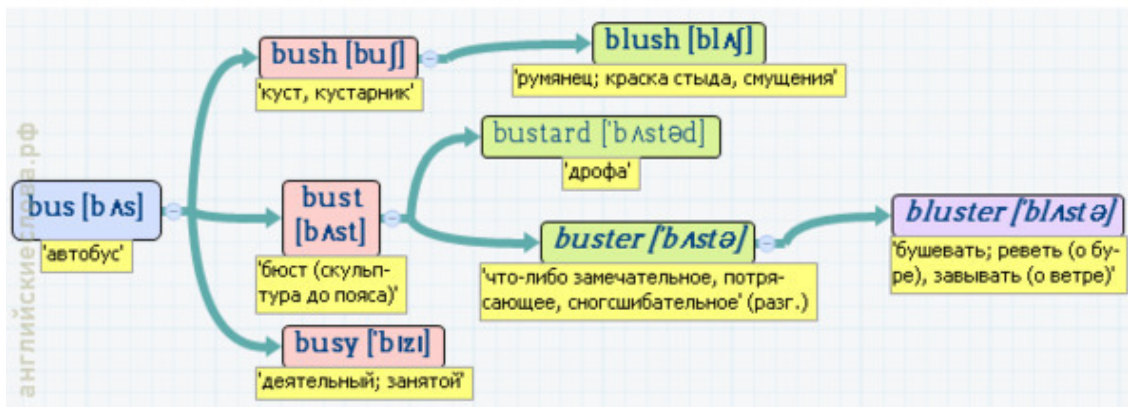 bush [buʃ]
'куст, кустарник'
blush [blʌʃ]
'румянец; краска стыда, смущения'
bustard ['bʌstəd]
'дрофа'
bus [bʌs]
'автобус'
bust
[bʌst]
'бюст (скульп-
тура до пояса)'
buster ['bʌstə]
'что-либо замечательное, потря-
сающее, сногсшибательное' (разг.)
bluster ['blʌstə]
'бушевать; реветь (о бу-
ре), завывать (о ветре)'
busy ['bɪzɪ]
'деятельный; занятой'
английские слова.рф